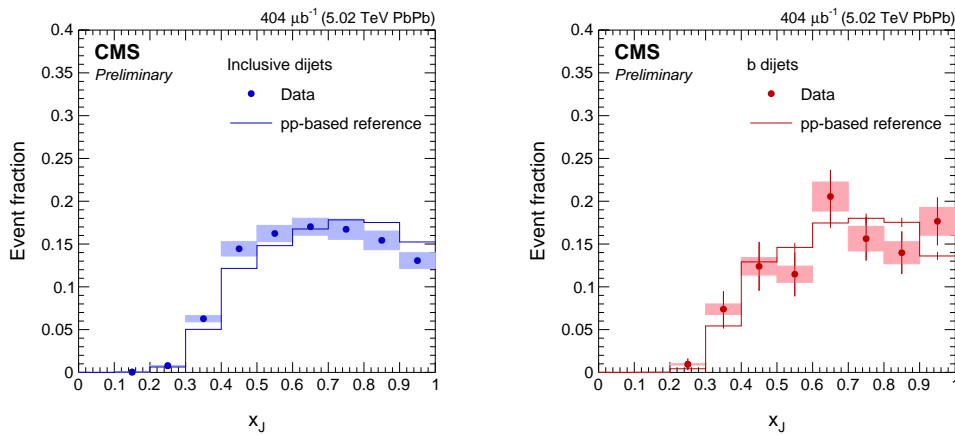 404 μb⁻¹ (5.02 TeV PbPb)
CMS
Preliminary
Inclusive dijets
Data
pp-based reference
Event fraction
0.4
0.35
0.3
0.25
0.2
0.15
0.1
0.05
0
0 0.1 0.2 0.3 0.4 0.5 0.6 0.7 0.8 0.9 1
x_J
404 μb⁻¹ (5.02 TeV PbPb)
CMS
Preliminary
b dijets
Data
pp-based reference
Event fraction
0.4
0.35
0.3
0.25
0.2
0.15
0.1
0.05
0
0 0.1 0.2 0.3 0.4 0.5 0.6 0.7 0.8 0.9 1
x_J